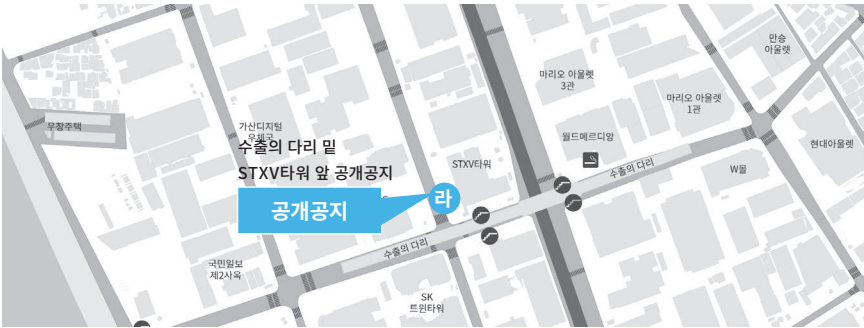 만승
아울렛
마리오 아울렛
3관
마리오 아울렛
1관
우창주택
가산디지털
우체국
수출의 다리 밑
STXV타워 앞 공개공지
공개공지
라
STXV타워
월드메르디앙
수출의 다리
W몰
현대아울렛
수출의 다리
국민일보
제2사옥
SK
트윈타워